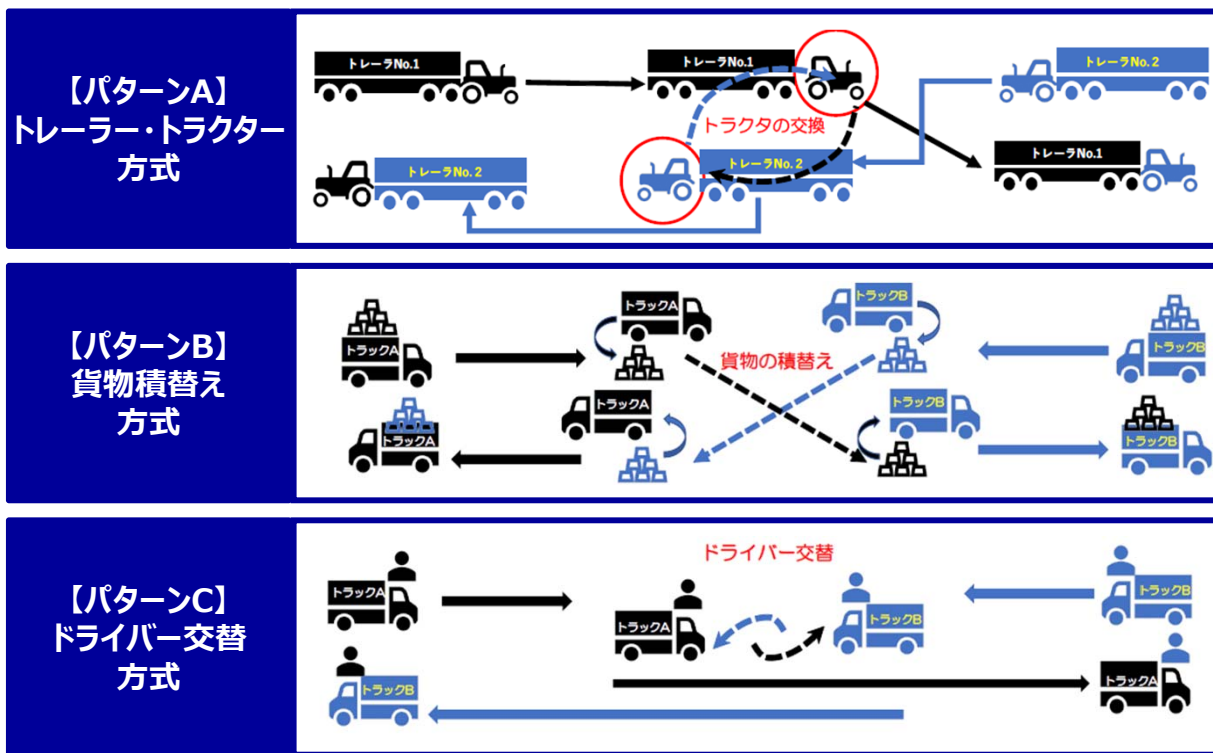 【パターンA】
トレーラー・トラクター
方式
トレーラNo.1
トレーラNo.1
トレーラNo.2
トラクタの交換
トレーラNo.2
トレーラNo.1
トレーラNo.2
【パターンB】
貨物積替え
方式
トラックA
トラックA
トラックB
トラックB
貨物の積替え
トラックA
トラックA
トラックB
トラックB
【パターンC】
ドライバー交替
方式
ドライバー交替
トラックA
トラックA
トラックB
トラックB
トラックB
トラックA